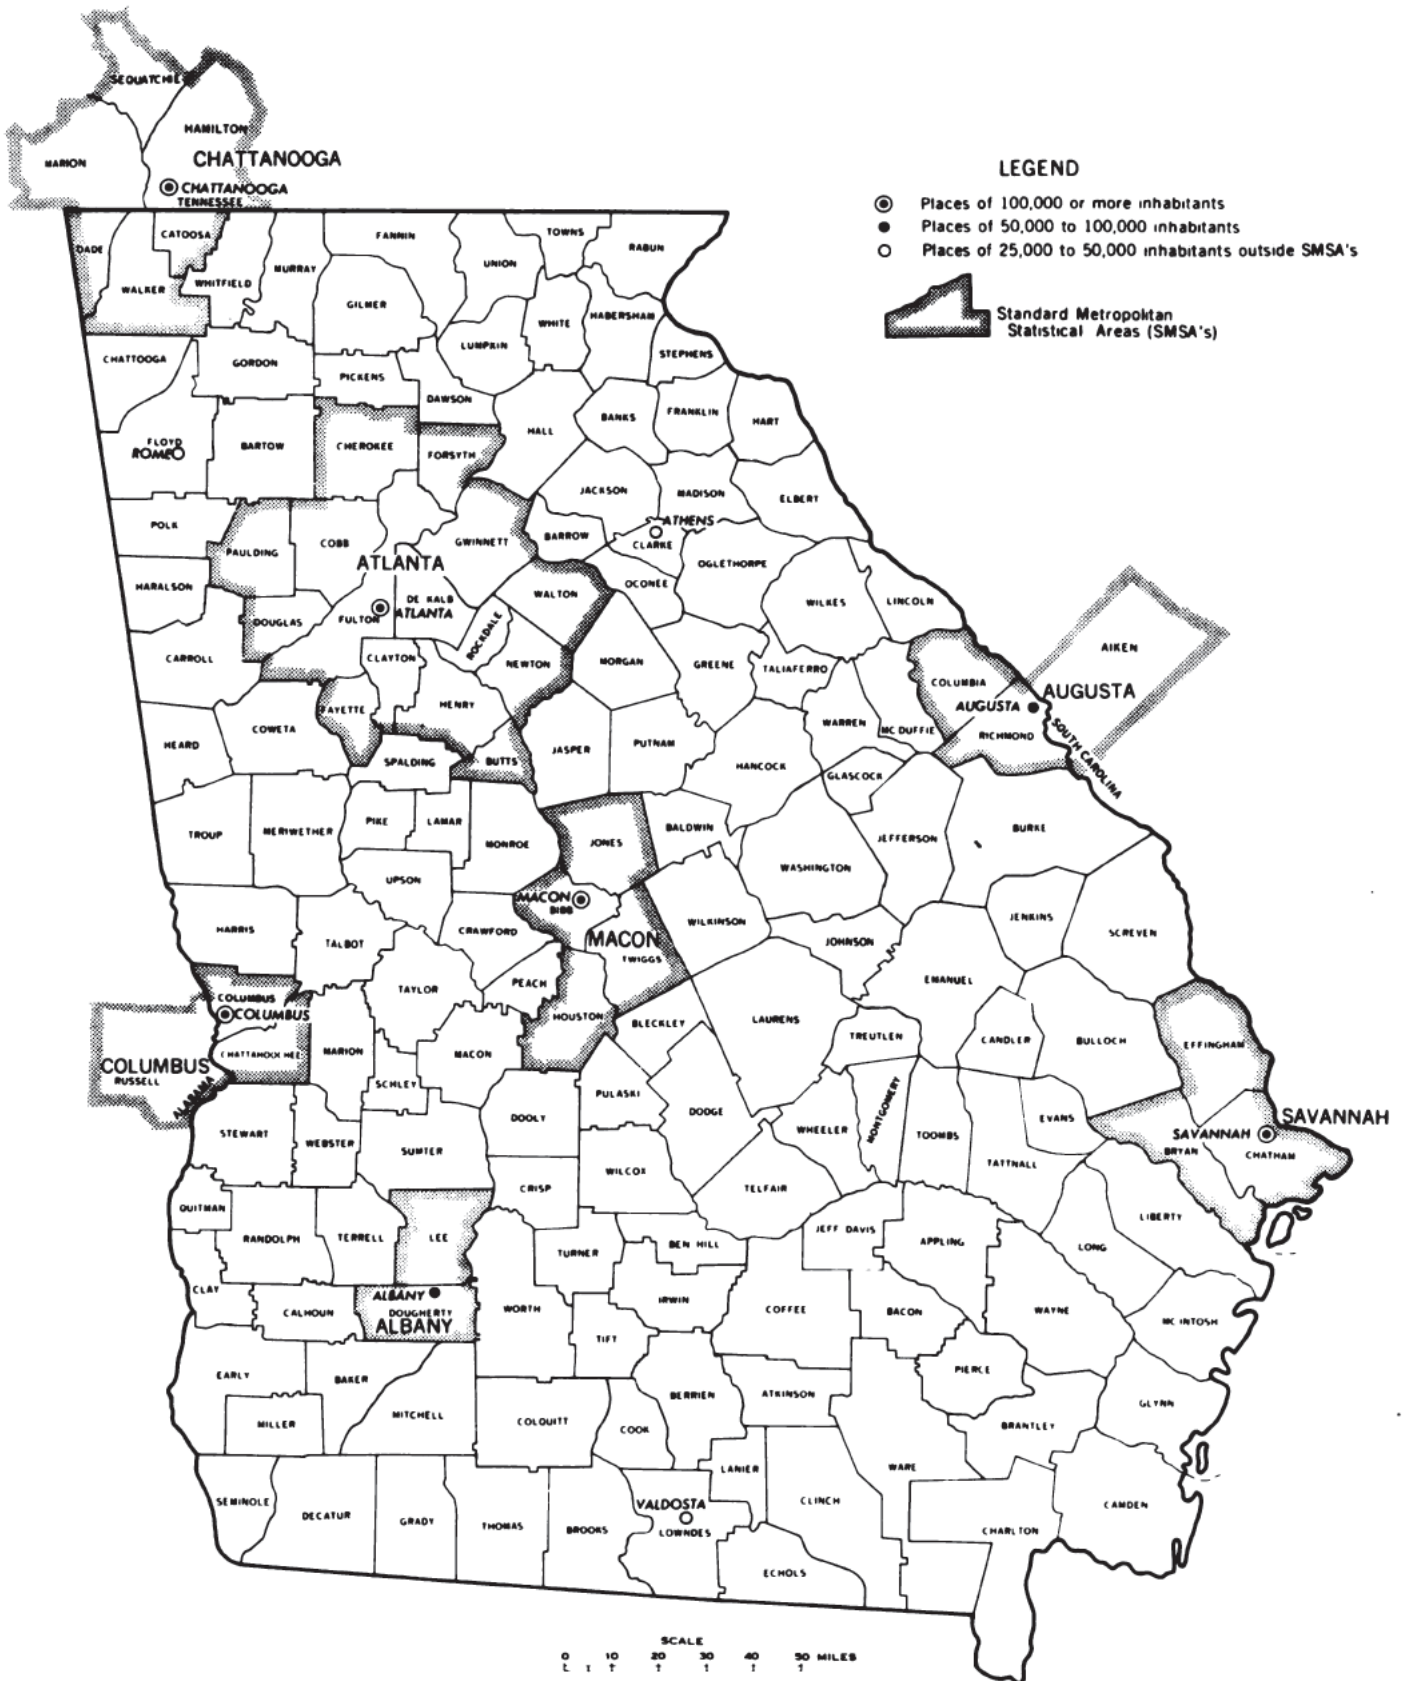 SEQUATCHIE
HAMILTON
MARION
CHATTANOOGA
CHATTANOOGA
TENNESSEE
LEGEND
Places of 100,000 or more inhabitants
Places of 50,000 to 100,000 inhabitants
Places of 25,000 to 50,000 inhabitants outside SMSA's
Standard Metropolitan
Statistical Areas (SMSA's)
DADE
CATOOSA
WALKER
WHITFIELD
MURRAY
FANNIN
GILMER
UNION
TOWNS
RABUN
WHITE
HABERSHAM
LUMPKIN
STEPHENS
CHATTOOGA
GORDON
PICKENS
DAWSON
HALL
BANKS
FRANKLIN
HART
FLOYD
ROME
BARTOW
CHEROKEE
FORSYTH
JACKSON
MADISON
ELBERT
POLK
PAULDING
COBB
GWINNETT
BARROW
ATHENS
CLARKE
OGLETHORPE
ATLANTA
HARALSON
DOUGLAS
FULTON
DE KALB
ATLANTA
ROCKDALE
WALTON
OCONEE
WILKES
LINCOLN
CARROLL
CLAYTON
NEWTON
MORGAN
GREENE
TALIAFERRO
COLUMBIA
AIKEN
AUGUSTA
AUGUSTA
RICHMOND
SOUTH CAROLINA
HEARD
COWETA
FAYETTE
HENRY
SPALDING
BUTTS
JASPER
PUTNAM
HANCOCK
WARREN
MC DUFFIE
GLASCOCK
TROUP
MERIWETHER
PIKE
LAMAR
MONROE
JONES
BALDWIN
WASHINGTON
JEFFERSON
BURKE
UPSON
MACON
BIBB
MACON
TWIGGS
WILKINSON
JOHNSON
JENKINS
SCREVEN
HARRIS
TALBOT
CRAWFORD
PEACH
HOUSTON
TAYLOR
EMANUEL
COLUMBUS
COLUMBUS
CHATTAHOOCHEE
COLUMBUS
RUSSELL
ALABAMA
MARION
SCHLEY
MACON
BLECKLEY
LAURENS
TREUTLEN
CANDLER
BULLOCH
EFFINGHAM
STEWART
WEBSTER
SUMTER
DOOLY
PULASKI
DODGE
WHEELER
MONTGOMERY
TOOMBS
TATTNALL
EVANS
SAVANNAH
SAVANNAH
BRYAN
CHATHAM
QUITMAN
RANDOLPH
TERRELL
LEE
CRISP
WILCOX
TELFAIR
JEFF DAVIS
APPLING
LONG
LIBERTY
CLAY
CALHOUN
ALBANY
DOUGHERTY
ALBANY
WORTH
TURNER
BEN HILL
IRWIN
TIFT
COFFEE
BACON
WAYNE
MC INTOSH
EARLY
BAKER
MILLER
MITCHELL
COLQUITT
COOK
BERRIEN
ATKINSON
PIERCE
BRANTLEY
GLYNN
SEMINOLE
DECATUR
GRADY
THOMAS
BROOKS
VALDOSTA
LOWNDES
LANIER
CLINCH
WARE
ECHOLS
CHARLTON
CAMDEN
SCALE
0 10 20 30 40 50 MILES